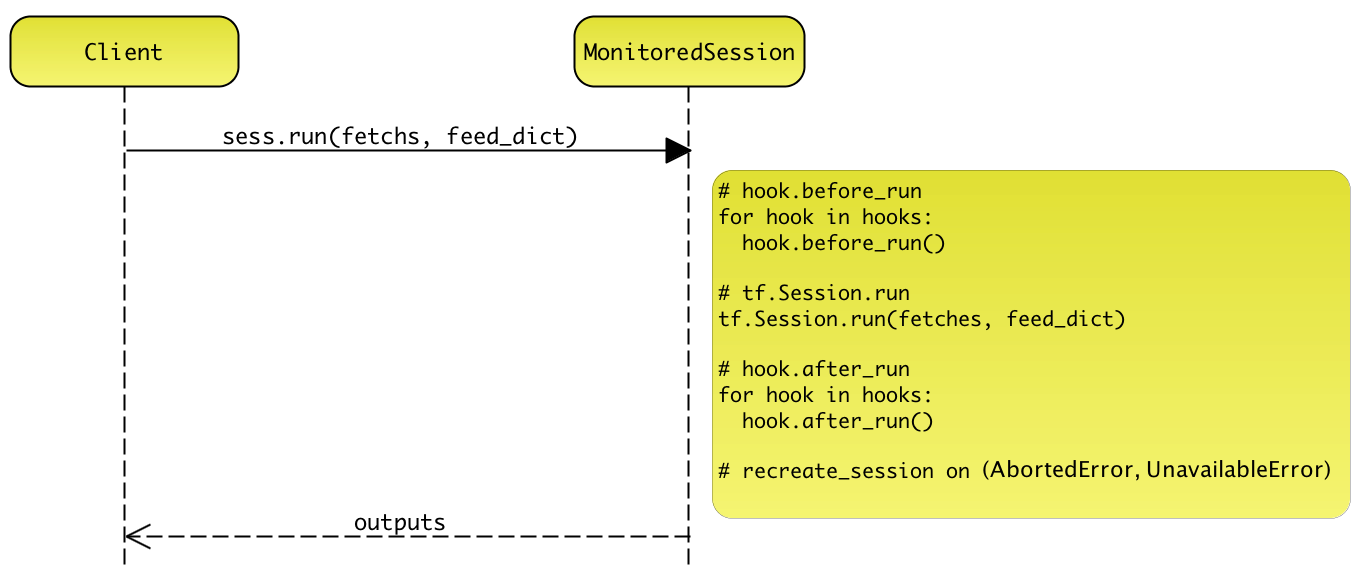 Client
MonitoredSession
sess.run(fetchs, feed_dict)
# hook.before_run
for hook in hooks:
  hook.before_run()
# tf.Session.run
tf.Session.run(fetches, feed_dict)
# hook.after_run
for hook in hooks:
  hook.after_run()
# recreate_session on (AbortedError, UnavailableError)
outputs